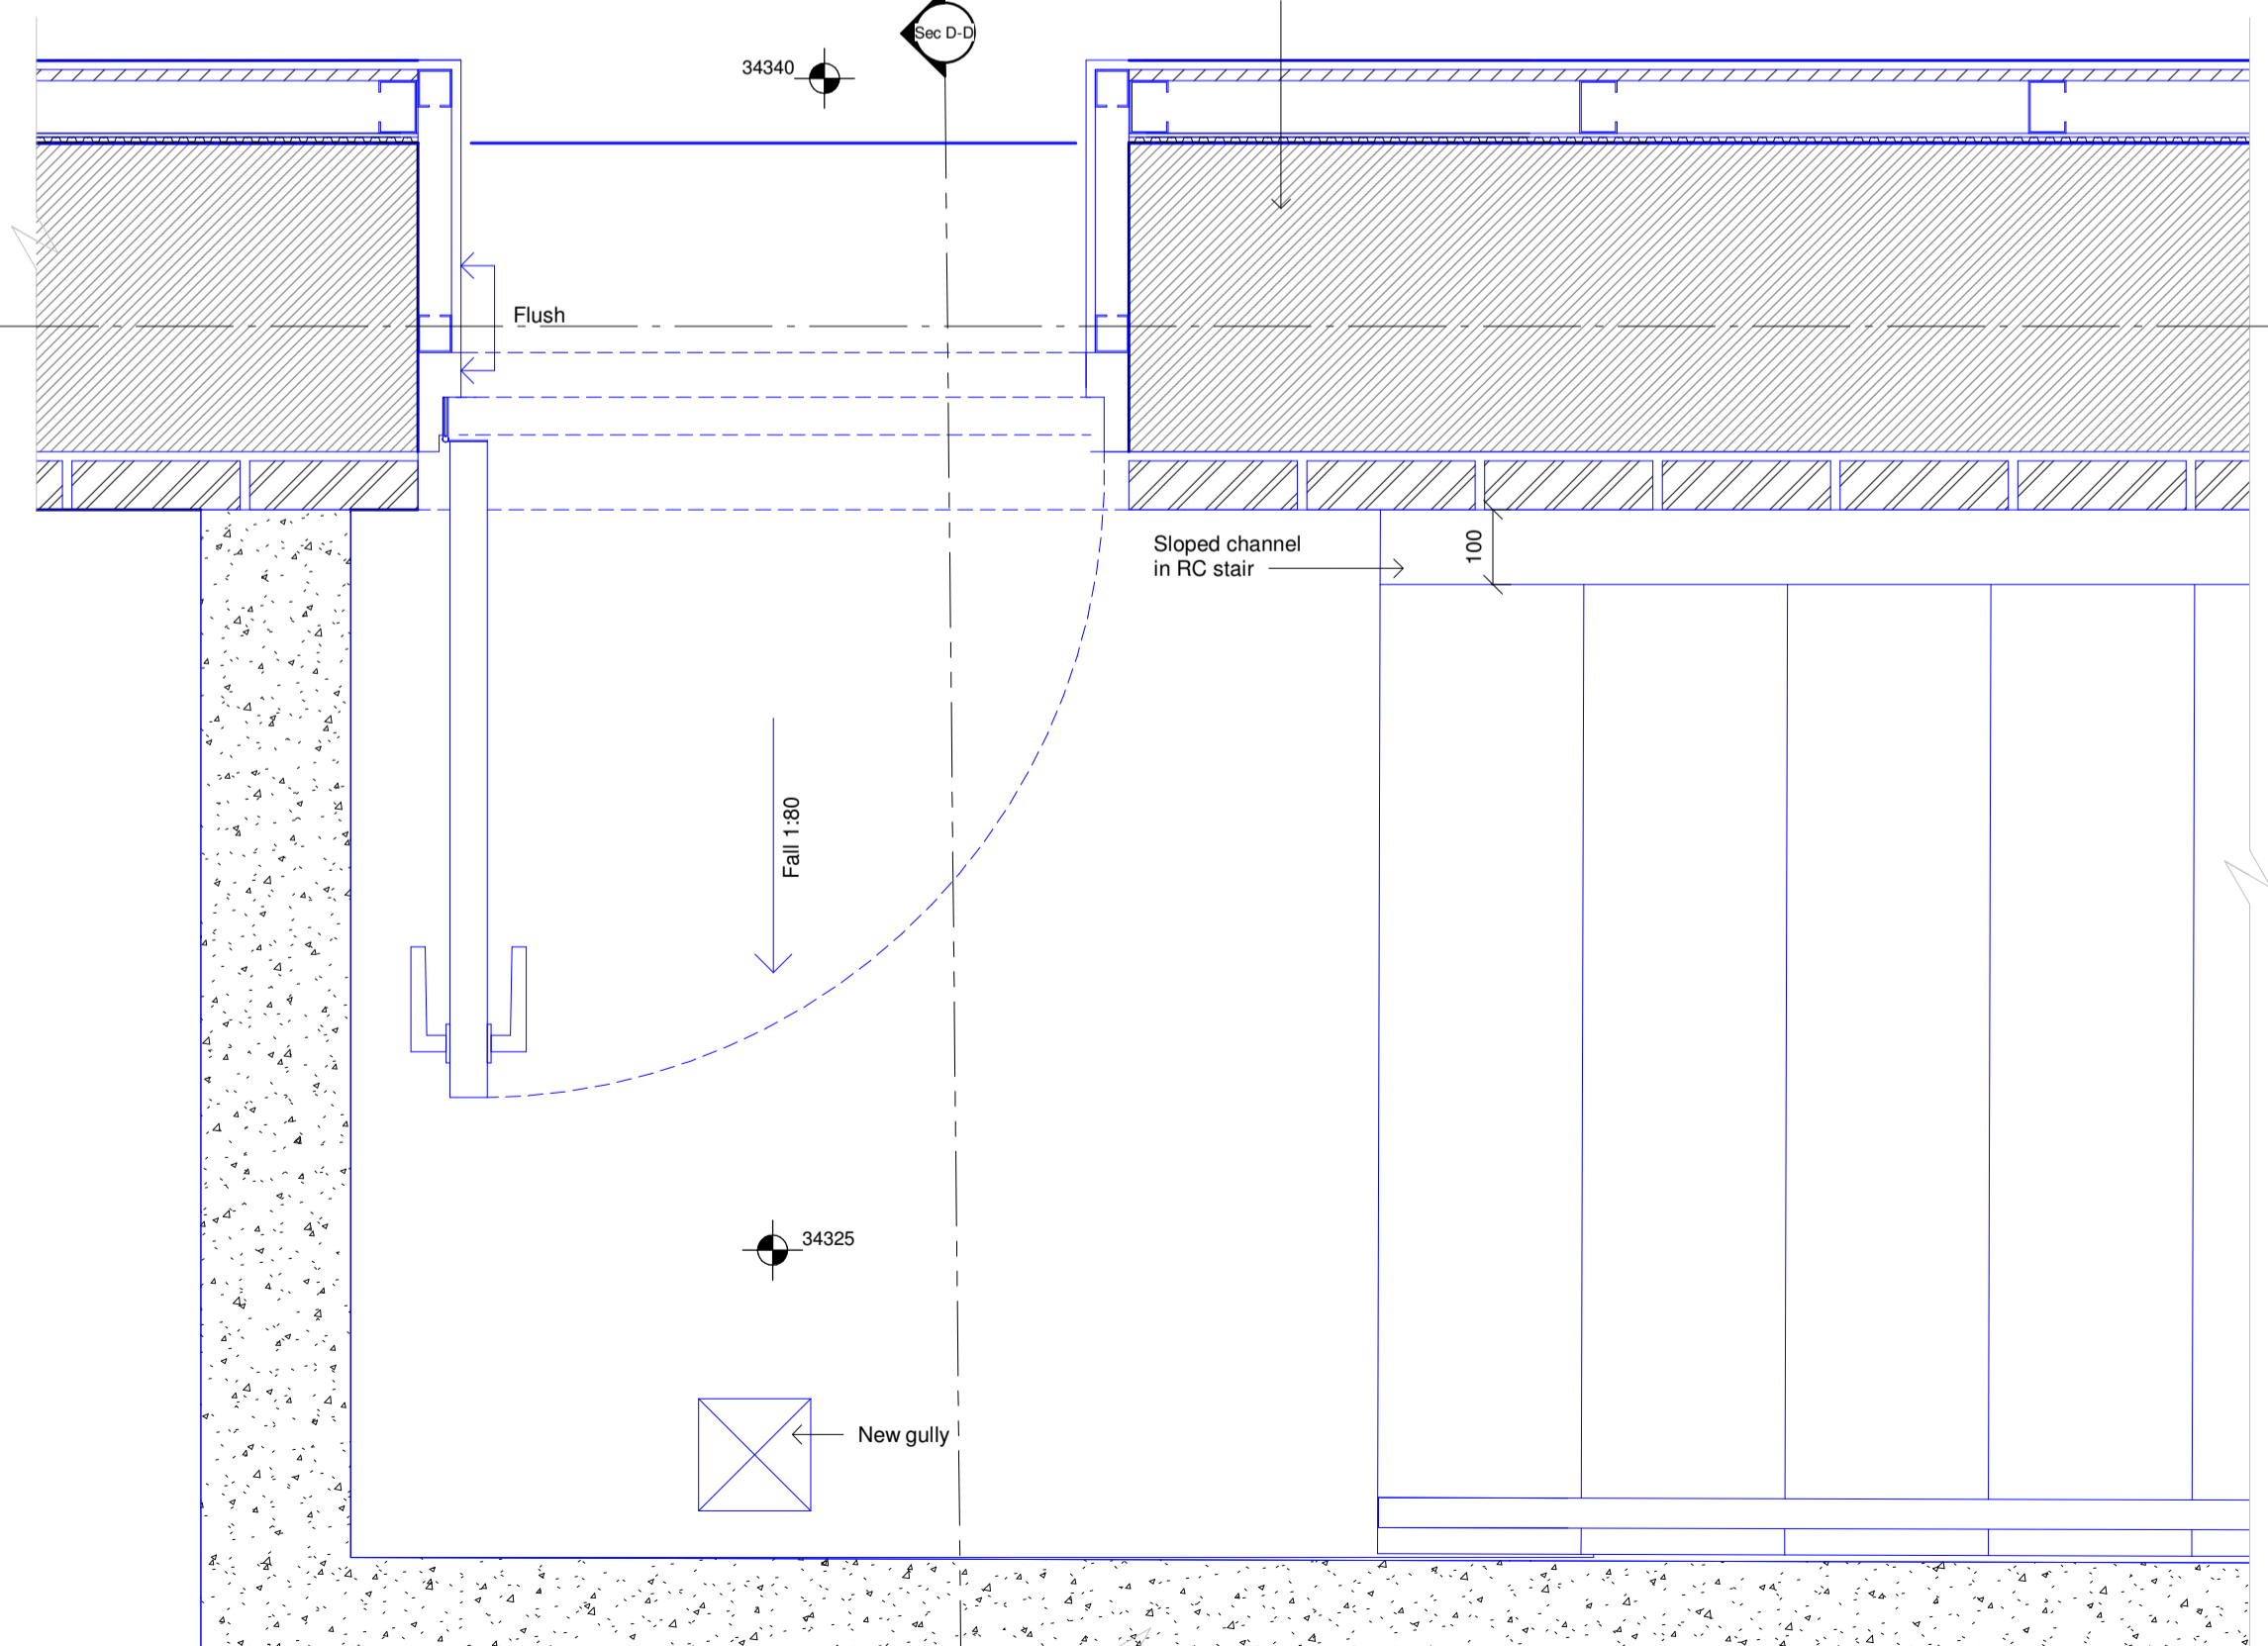 Sec D-D
34340
Flush
Sloped channel
in RC stair
100
Fall 1:80
34325
New gully